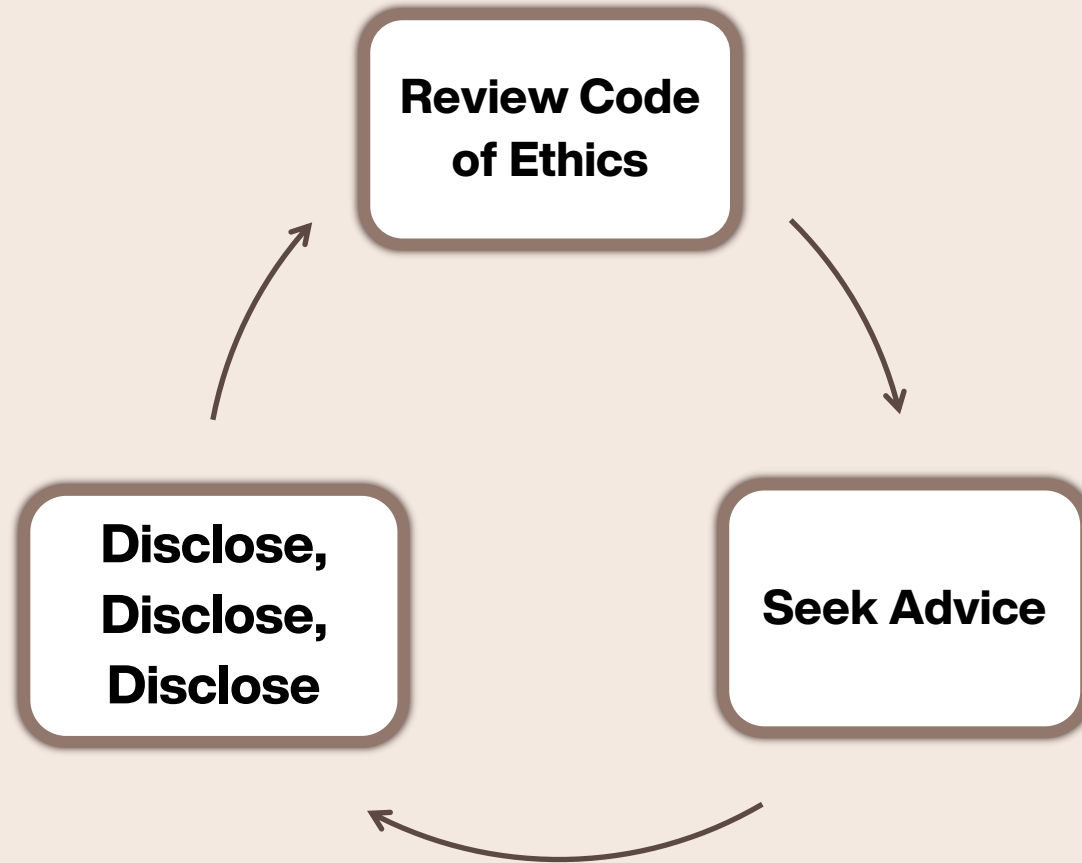 Review Code
of Ethics
Seek Advice
Disclose,
Disclose,
Disclose